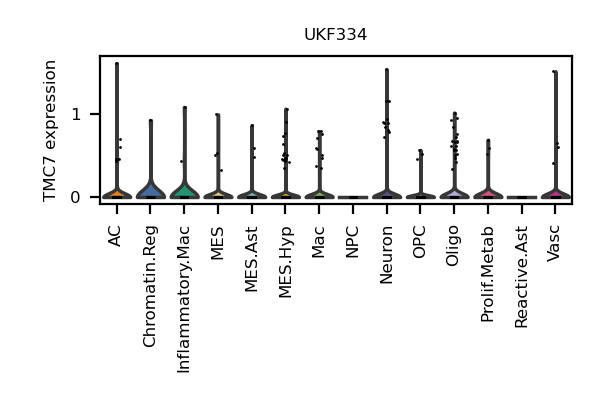 UKF334
TMC7 expression
1
0
AC
Chromatin.Reg
Inflammatory.Mac
MES
MES.Ast
MES.Hyp
Mac
NPC
Neuron
OPC
Oligo
Prolif.Metab
Reactive.Ast
Vasc